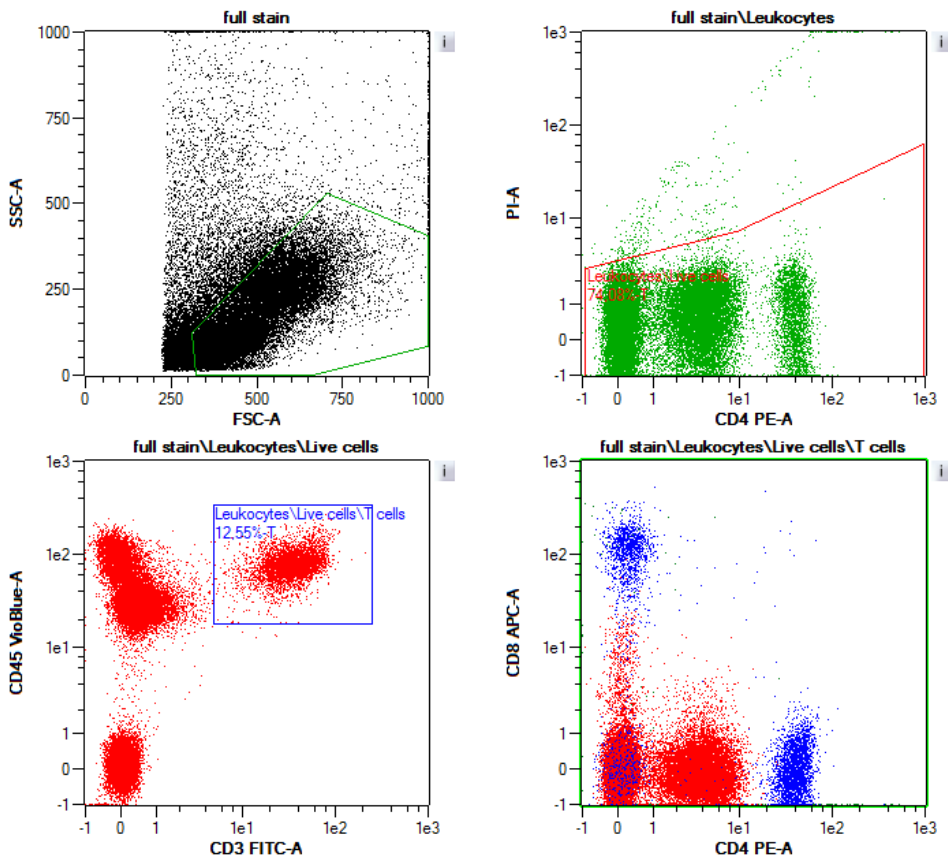 full stain
1000
750
500
250
0
SSC-A
0 250 500 750 1000
FSC-A
i
full stain\Leukocytes
1e3
1e2
1e1
1
0
-1
PI-A
Leukocytes\Live cells
74.08%-T
-1 0 1 1e1 1e2 1e3
CD4 PE-A
i
full stain\Leukocytes\Live cells
1e3
1e2
1e1
1
0
-1
CD45 VioBlue-A
Leukocytes\Live cells\T cells
12.55%-T
-1 0 1 1e1 1e2 1e3
CD3 FITC-A
i
full stain\Leukocytes\Live cells\T cells
1e3
1e2
1e1
1
0
-1
CD8 APC-A
-1 0 1 1e1 1e2 1e3
CD4 PE-A
i